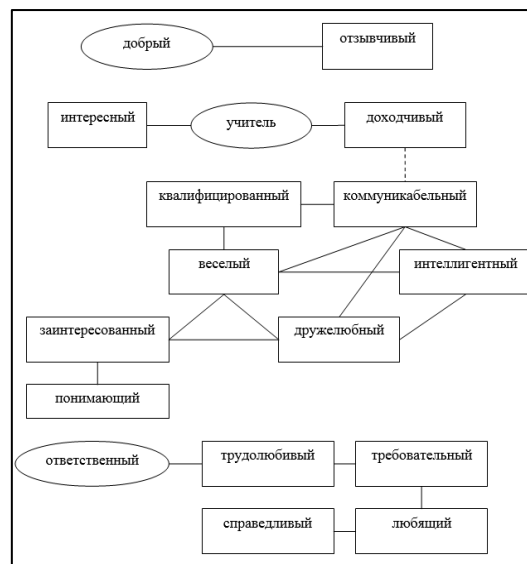 добрый
отзывчивый
интересный
учитель
доходчивый
квалифицированный
коммуникабельный
веселый
интеллигентный
заинтересованный
дружелюбный
понимающий
ответственный
трудолюбивый
требовательный
справедливый
любящий